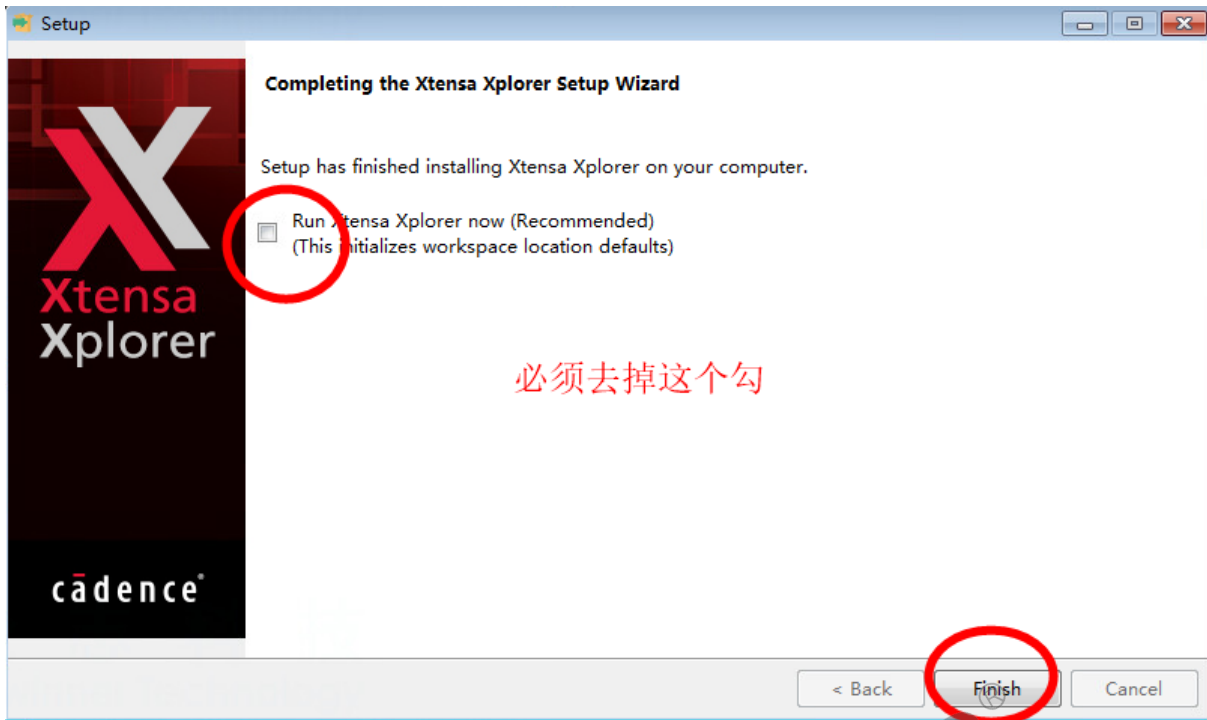 Setup
Completing the Xtensa Xplorer Setup Wizard
Setup has finished installing Xtensa Xplorer on your computer.
Run Xtensa Xplorer now (Recommended)
(This initializes workspace location defaults)
Xtensa
Xplorer
必须去掉这个勾
cādence®
< Back
Finish
Cancel